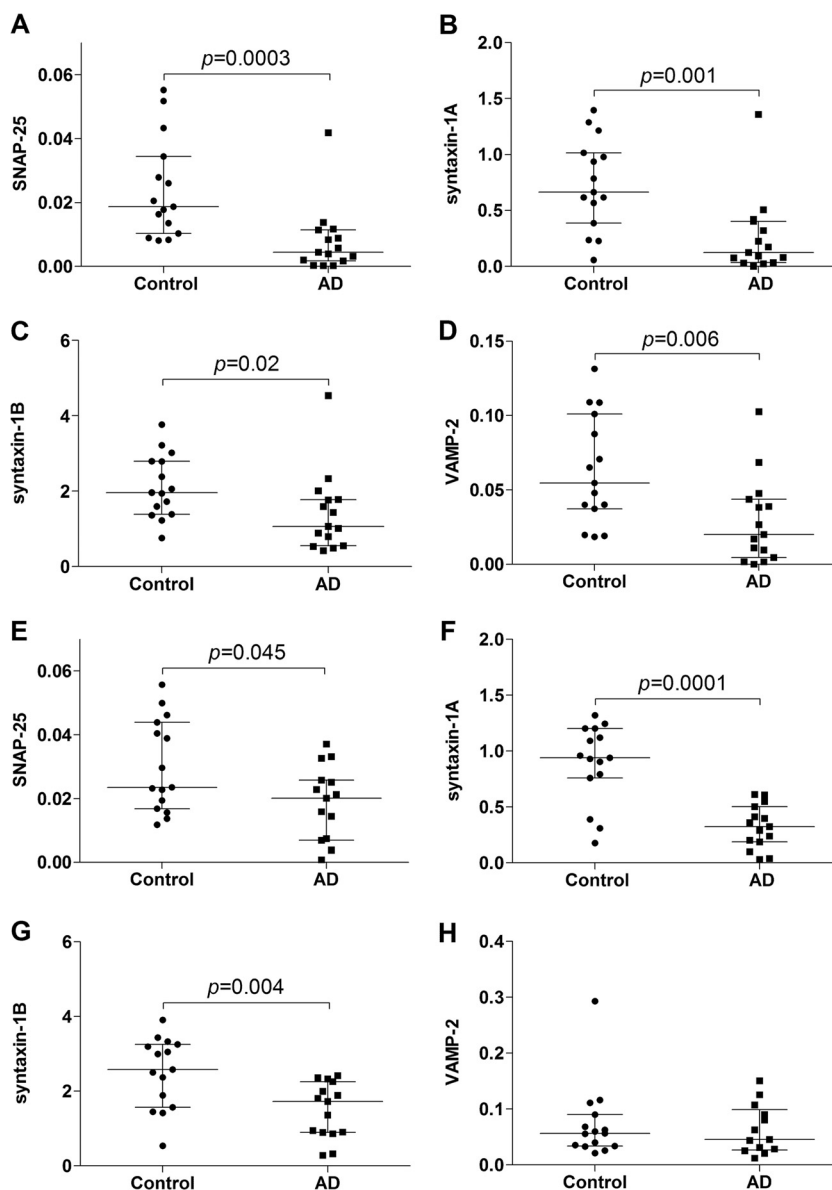 A
SNAP-25
0.06
0.04
0.02
0.00
p=0.0003
Control AD
B
syntaxin-1A
2.0
1.5
1.0
0.5
0.0
p=0.001
Control AD
C
syntaxin-1B
6
4
2
0
p=0.02
Control AD
D
VAMP-2
0.15
0.10
0.05
0.00
p=0.006
Control AD
E
SNAP-25
0.06
0.04
0.02
0.00
p=0.045
Control AD
F
syntaxin-1A
2.0
1.5
1.0
0.5
0.0
p=0.0001
Control AD
G
syntaxin-1B
6
4
2
0
p=0.004
Control AD
H
VAMP-2
0.4
0.3
0.2
0.1
0.0
Control AD